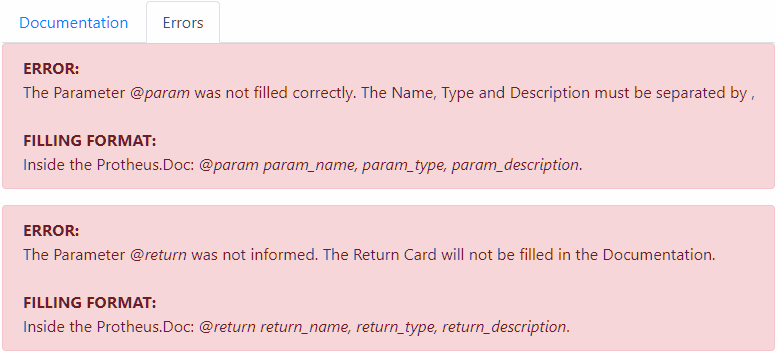 Documentation
Errors
ERROR:
The Parameter @param was not filled correctly. The Name, Type and Description must be separated by ,
FILLING FORMAT:
Inside the Protheus.Doc: @param param_name, param_type, param_description.
ERROR:
The Parameter @return was not informed. The Return Card will not be filled in the Documentation.
FILLING FORMAT:
Inside the Protheus.Doc: @return return_name, return_type, return_description.